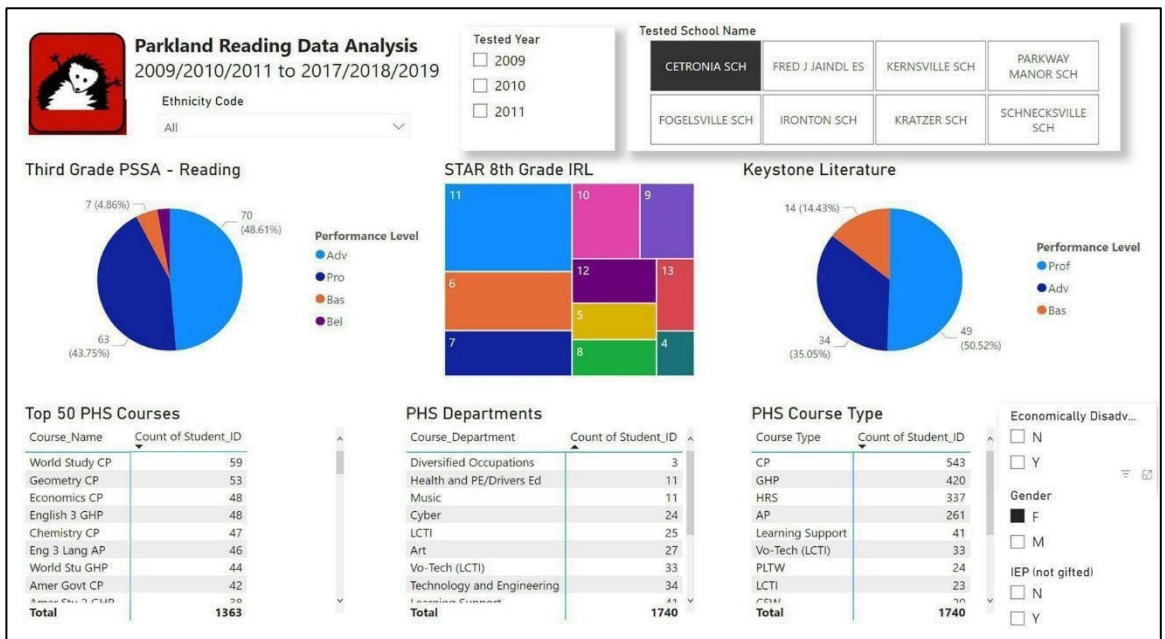 Parkland Reading Data Analysis
2009/2010/2011 to 2017/2018/2019
Ethnicity Code
All
Tested Year
2009
2010
2011
Tested School Name
CETRONIA SCH
FRED J JAINDL ES
KERNSVILLE SCH
PARKWAY
MANOR SCH
FOGELSVILLE SCH
IRONTON SCH
KRATZER SCH
SCHNECKSVILLE
SCH
Third Grade PSSA - Reading
7 (4.86%)
70
(48.61%)
63
(43.75%)
Performance Level
Adv
Pro
Bas
Bel
STAR 8th Grade IRL
11
10
9
6
12
13
5
7
8
4
Keystone Literature
14 (14.43%)
34
(35.05%)
49
(50.52%)
Performance Level
Prof
Adv
Bas
Top 50 PHS Courses
Course_Name Count of Student_ID
World Study CP 59
Geometry CP 53
Economics CP 48
English 3 GHP 48
Chemistry CP 47
Eng 3 Lang AP 46
World Stu GHP 44
Amer Govt CP 42
Total 1363
PHS Departments
Course_Department Count of Student_ID
Diversified Occupations 3
Health and PE/Drivers Ed 11
Music 11
Cyber 24
LCTI 25
Art 27
Vo-Tech (LCTI) 33
Technology and Engineering 34
Learning Support 41
Total 1740
PHS Course Type
Course Type Count of Student_ID
CP 543
GHP 420
HRS 337
AP 261
Learning Support 41
Vo-Tech (LCTI) 33
PLTW 24
LCTI 23
Total 1740
Economically Disadv...
N
Y
Gender
F
M
IEP (not gifted)
N
Y